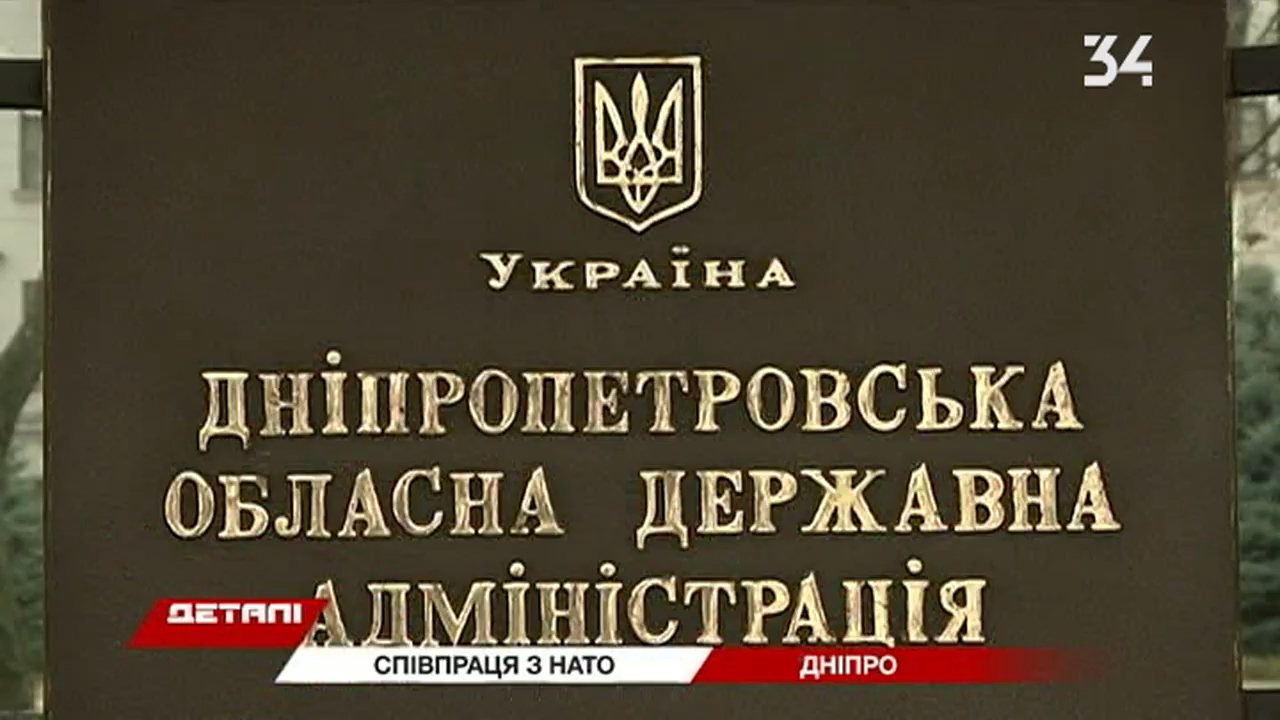 34
УКРАЇНА
ДНІПРОПЕТРОВСЬКА
ОБЛАСНА ДЕРЖАВНА
АДМІНІСТРАЦІЯ
ДЕТАЛІ
СПІВПРАЦЯ З НАТО
ДНІПРО